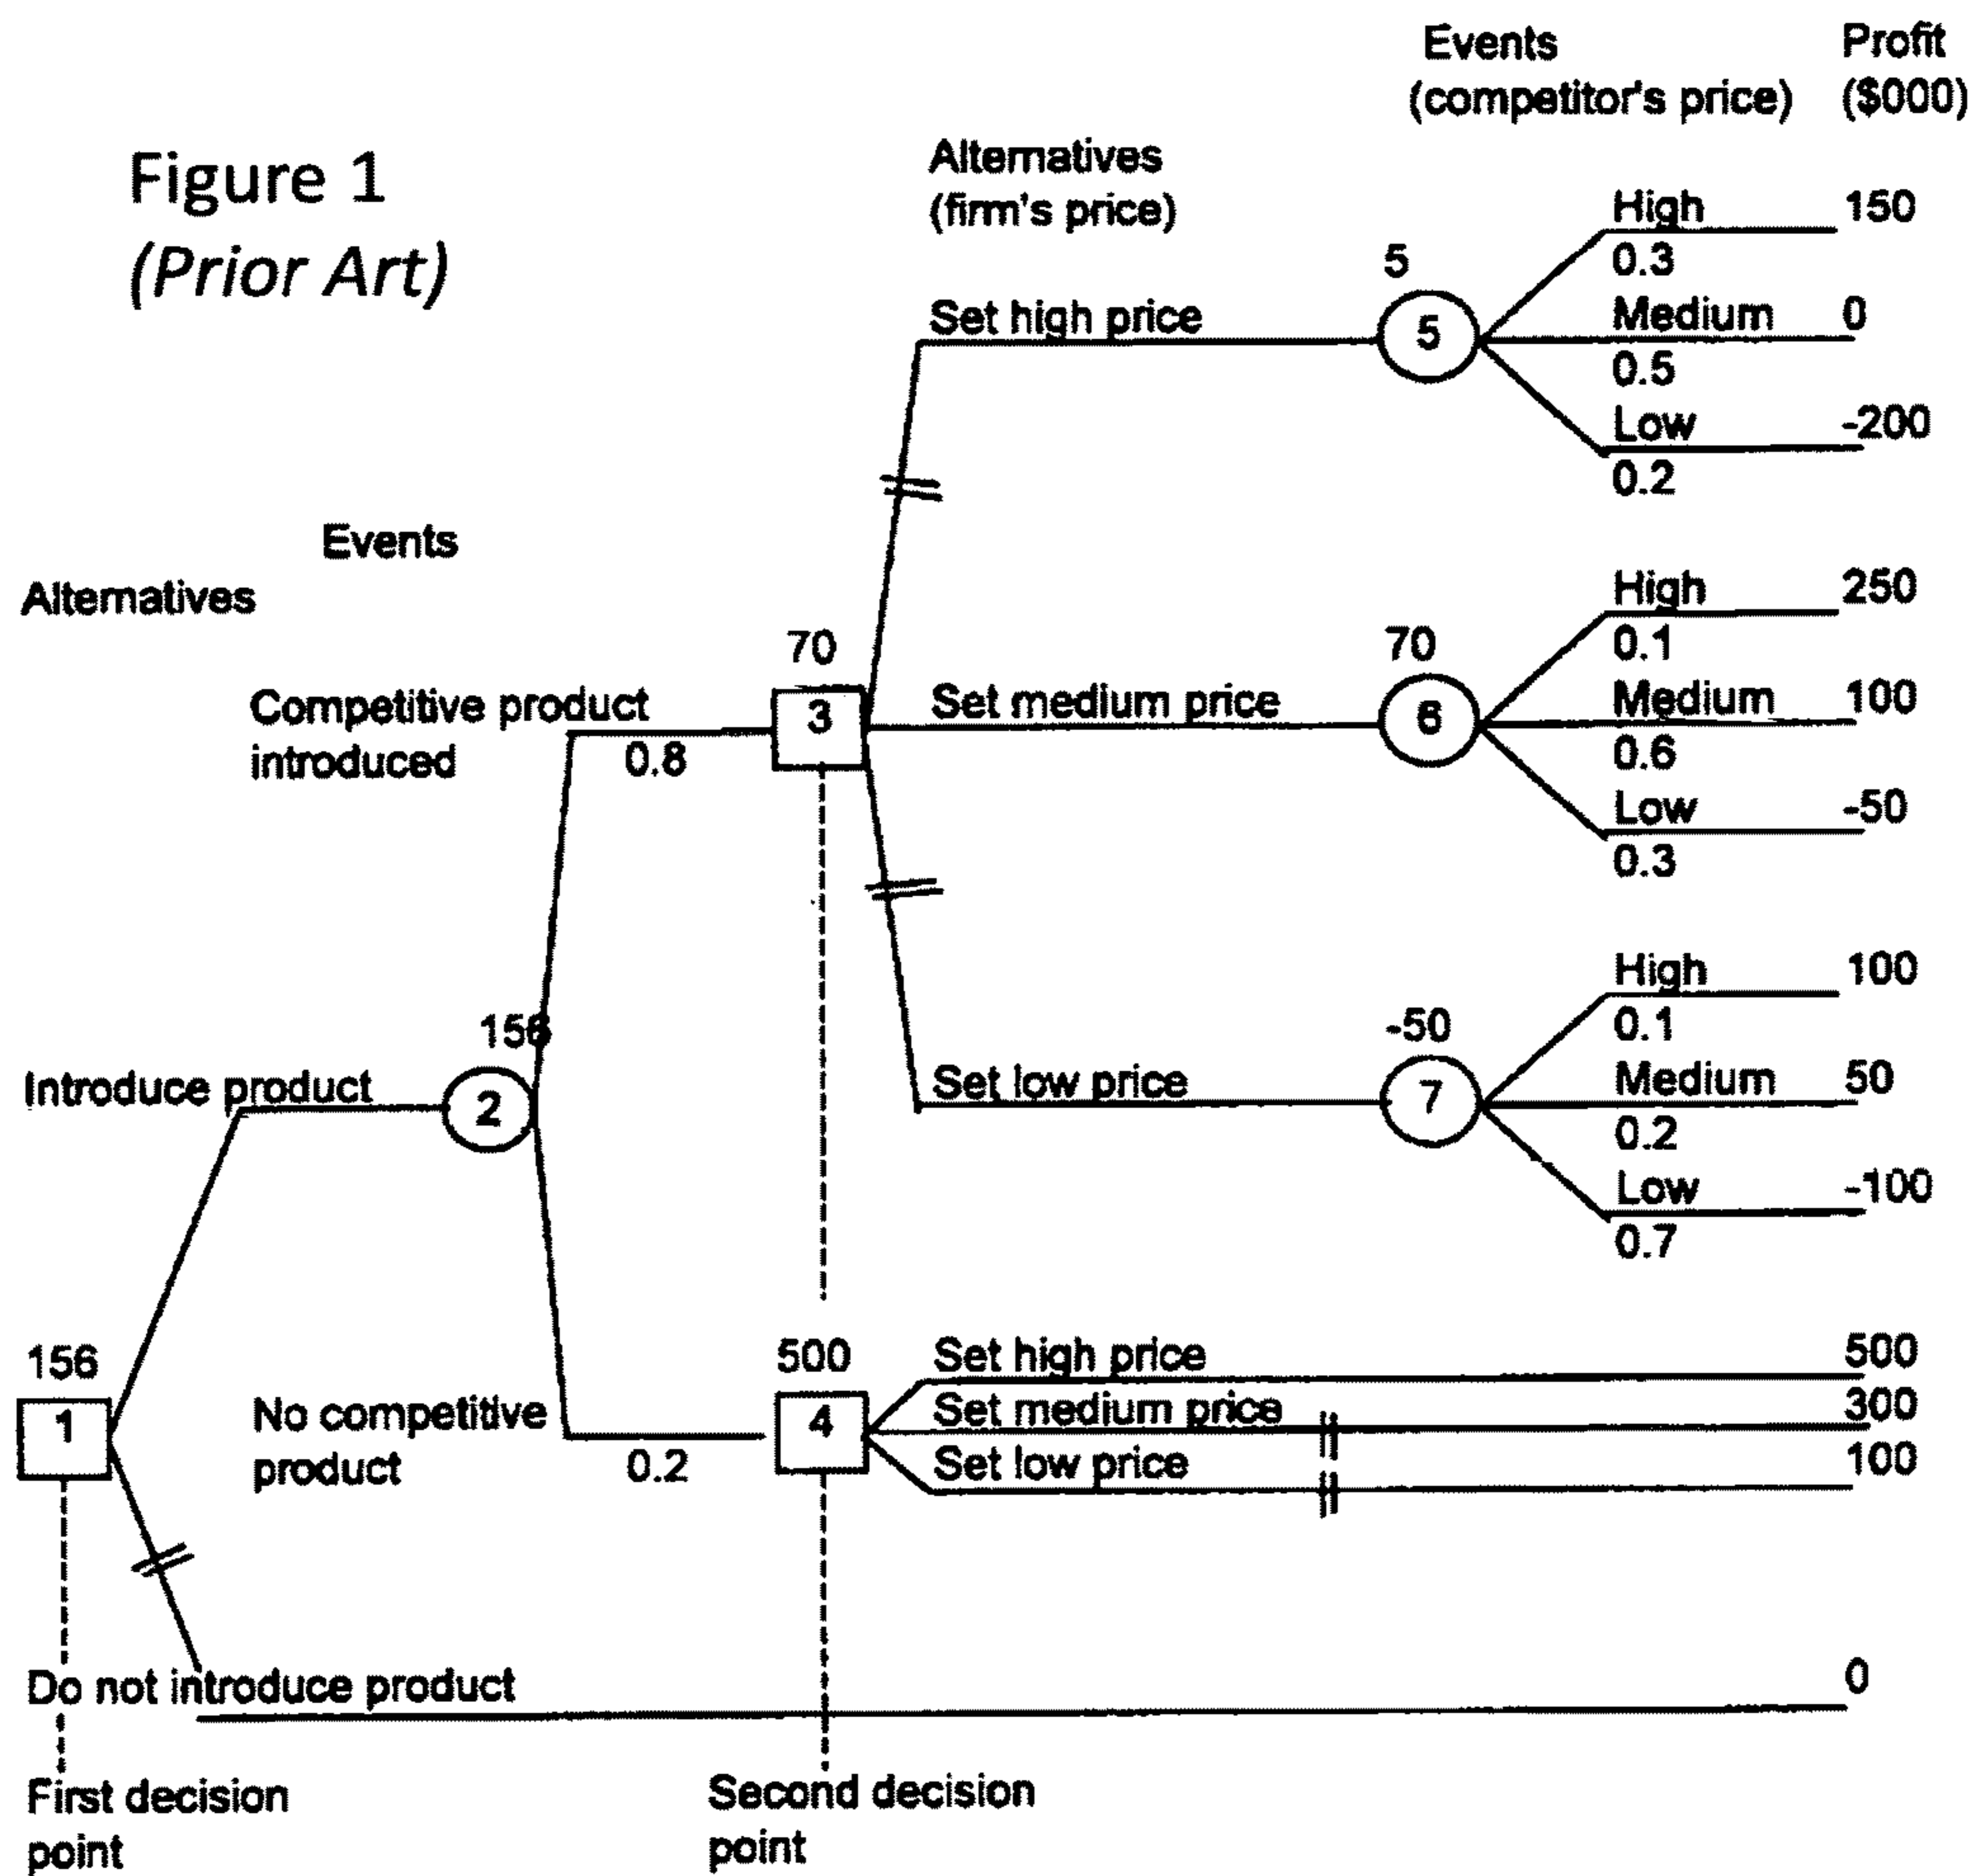 Events
Profit
(competitor's price)
($000)
Figure 1
(Prior Art)
Alternatives
(firm's price)
High
150
0.3
5
Set high price
5
Medium
0
0.5
Low
-200
0.2
Events
Alternatives
High
250
0.1
70
70
Competitive product
introduced
0.8
3
Set medium price
6
Medium
100
0.6
Low
-50
0.3
High
100
0.1
156
-50
Introduce product
2
Set low price
7
Medium
50
0.2
Low
-100
0.7
156
500
Set high price
500
1
No competitive
product
0.2
4
Set medium price
300
Set low price
100
Do not introduce product
0
First decision
point
Second decision
point